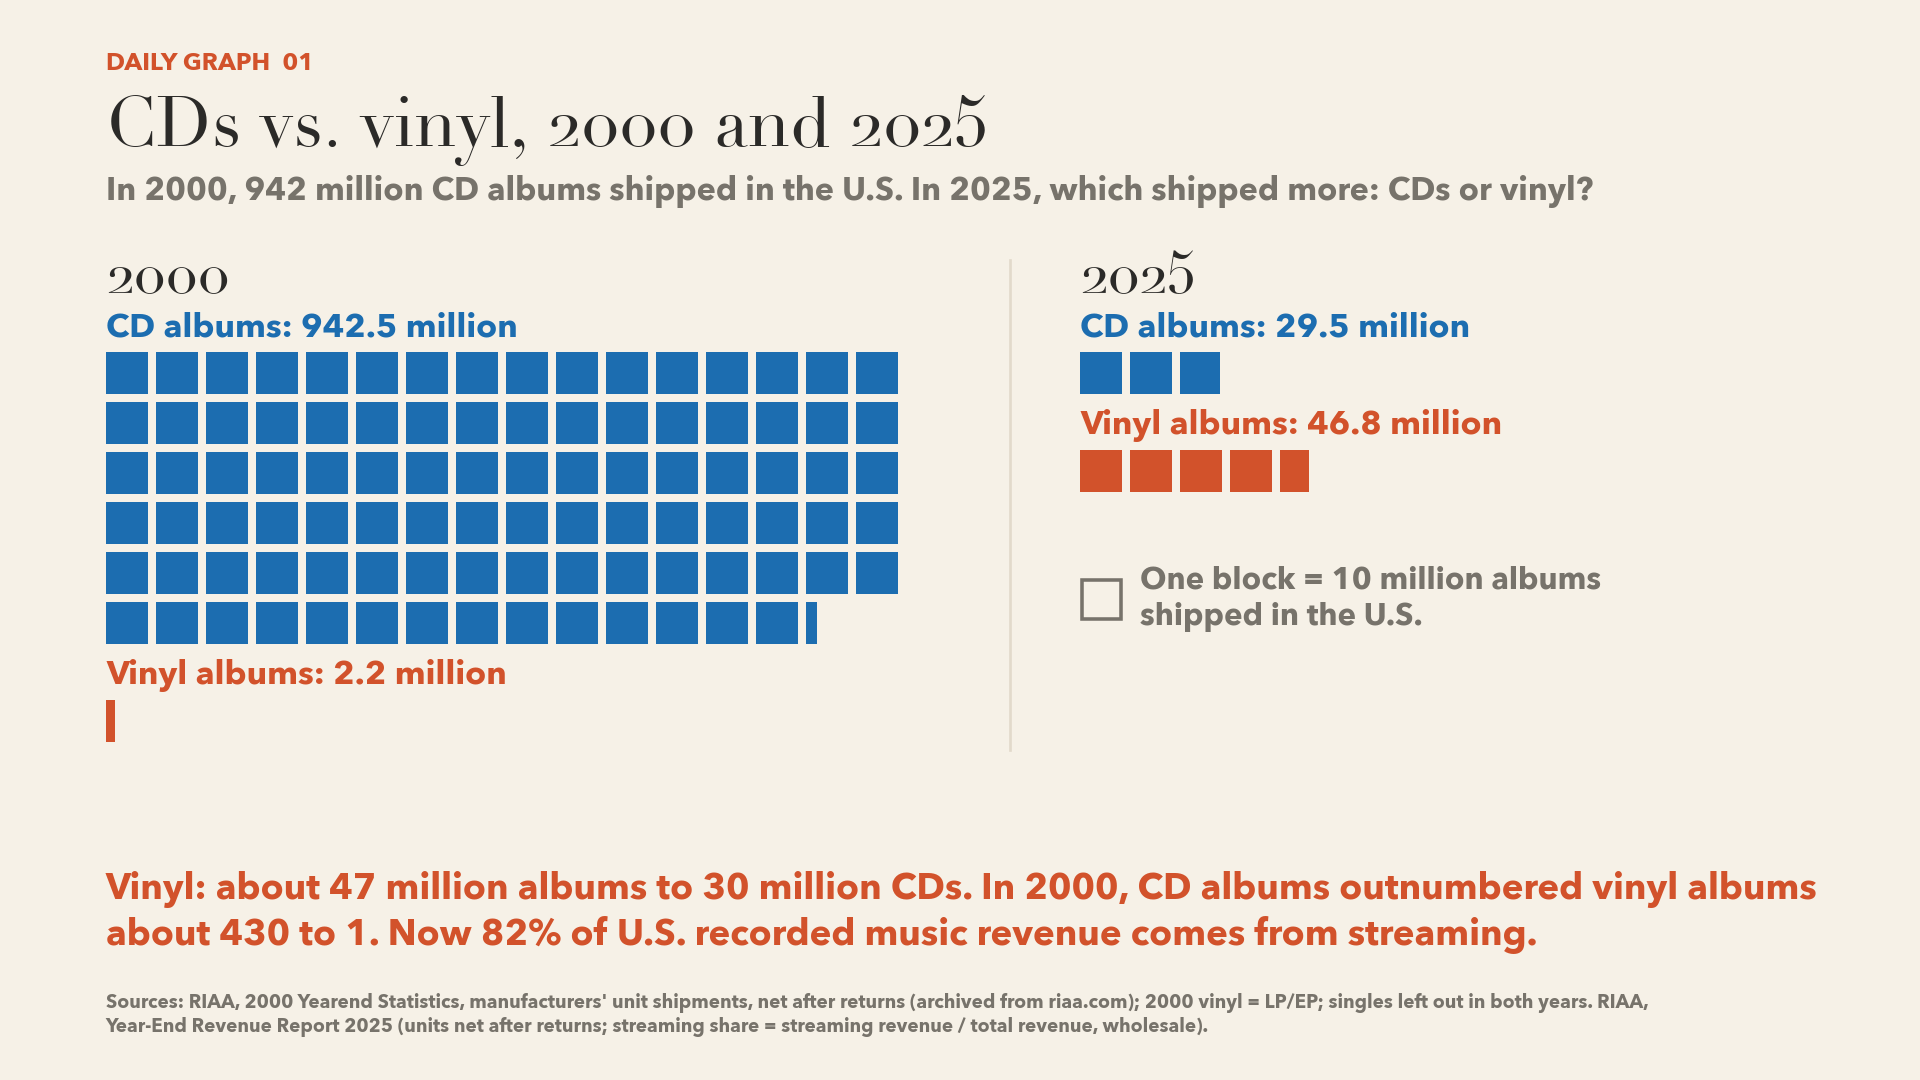 DAILY GRAPH 01
CDs vs. vinyl, 2000 and 2025
In 2000, 942 million CD albums shipped in the U.S. In 2025, which shipped more: CDs or vinyl?
2000
CD albums: 942.5 million
Vinyl albums: 2.2 million
2025
CD albums: 29.5 million
Vinyl albums: 46.8 million
One block = 10 million albums
shipped in the U.S.
Vinyl: about 47 million albums to 30 million CDs. In 2000, CD albums outnumbered vinyl albums
about 430 to 1. Now 82% of U.S. recorded music revenue comes from streaming.
Sources: RIAA, 2000 Yearend Statistics, manufacturers' unit shipments, net after returns (archived from riaa.com); 2000 vinyl = LP/EP; singles left out in both years. RIAA,
Year-End Revenue Report 2025 (units net after returns; streaming share = streaming revenue / total revenue, wholesale).